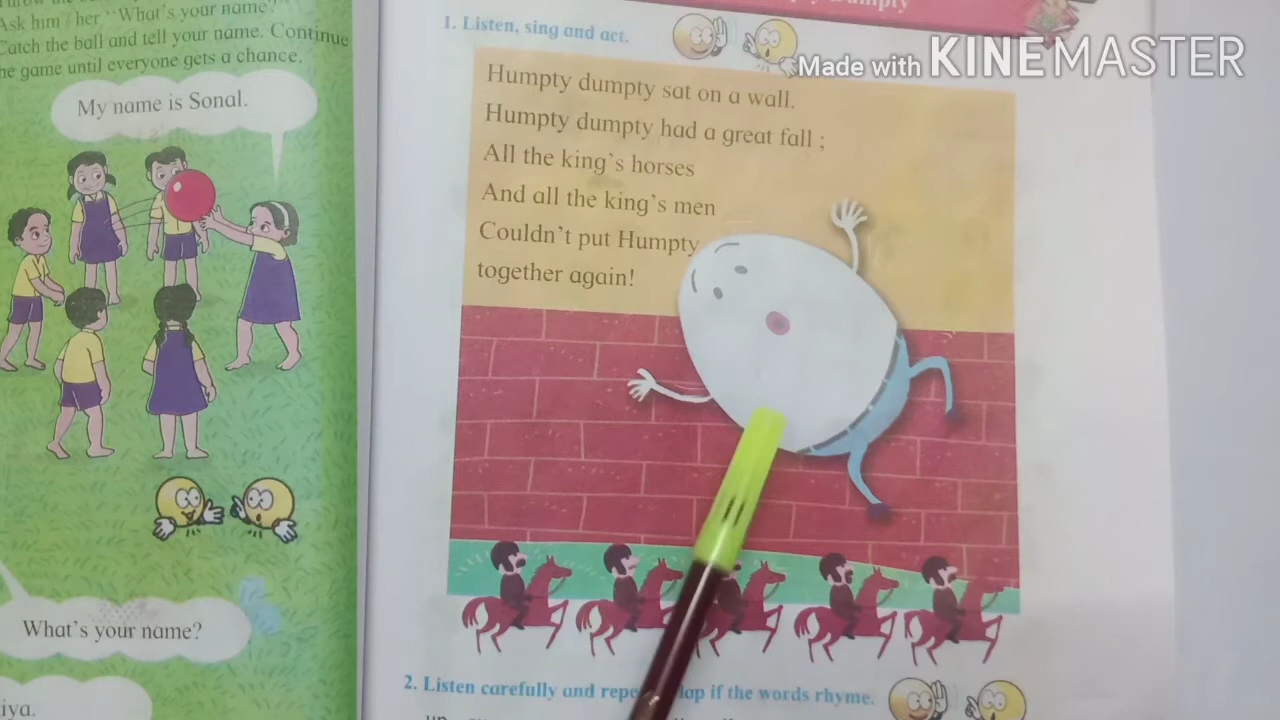 Ask him / her "What's your name"
Catch the ball and tell your name. Continue
he game until everyone gets a chance.
My name is Sonal.
What's your name?
iya.
1. Listen, sing and act.
Made with KINEMASTER
Humpty dumpty sat on a wall.
Humpty dumpty had a great fall ;
All the king's horses
And all the king's men
Couldn't put Humpty
together again!
2. Listen carefully and repe lap if the words rhyme.